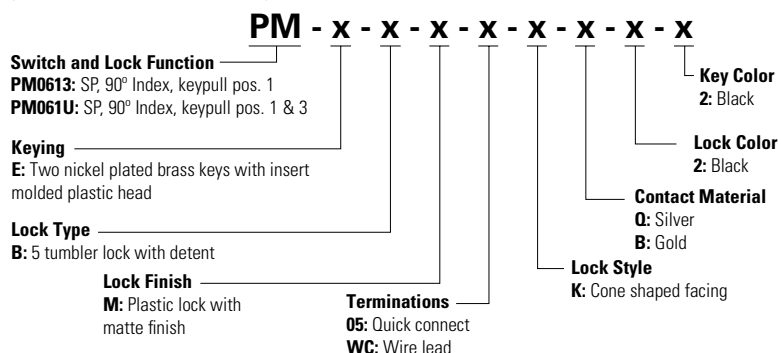 PM - x - x - x - x - x - x - x - x
Switch and Lock Function
PM0613: SP, 90º Index, keypull pos. 1
PM061U: SP, 90º Index, keypull pos. 1 & 3
Keying
E: Two nickel plated brass keys with insert
molded plastic head
Lock Type
B: 5 tumbler lock with detent
Lock Finish
M: Plastic lock with
matte finish
Terminations
05: Quick connect
WC: Wire lead
Lock Style
K: Cone shaped facing
Contact Material
Q: Silver
B: Gold
Lock Color
2: Black
Key Color
2: Black